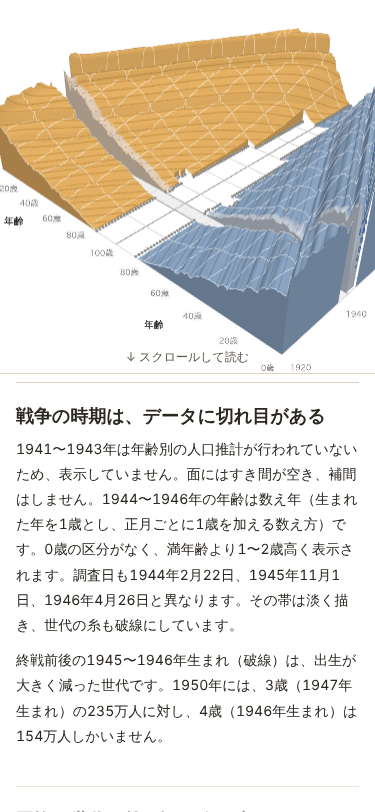 20歳
40歳
年齢
60歳
80歳
100歳
80歳
60歳
年齢
40歳
20歳
0歳
1920
1940
↓ スクロールして読む
戦争の時期は、データに切れ目がある
1941〜1943年は年齢別の人口推計が行われていない
ため、表示していません。面にはすき間が空き、補間
はしません。1944〜1946年の年齢は数え年（生まれ
た年を1歳とし、正月ごとに1歳を加える数え方）で
す。0歳の区分がなく、満年齢より1〜2歳高く表示さ
れます。調査日も1944年2月22日、1945年11月1
日、1946年4月26日と異なります。その帯は淡く描
き、世代の糸も破線にしています。
終戦前後の1945〜1946年生まれ（破線）は、出生が
大きく減った世代です。1950年には、3歳（1947年
生まれ）の235万人に対し、4歳（1946年生まれ）は
154万人しかいません。